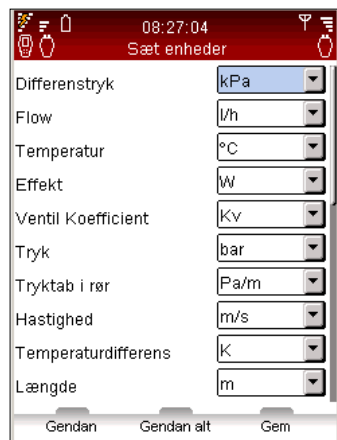 08:27:04
Sæt enheder
Differenstryk kPa
Flow l/h
Temperatur °C
Effekt W
Ventil Koefficient Kv
Tryk bar
Tryktab i rør Pa/m
Hastighed m/s
Temperaturdifferens K
Længde m
Gendan Gendan alt Gem